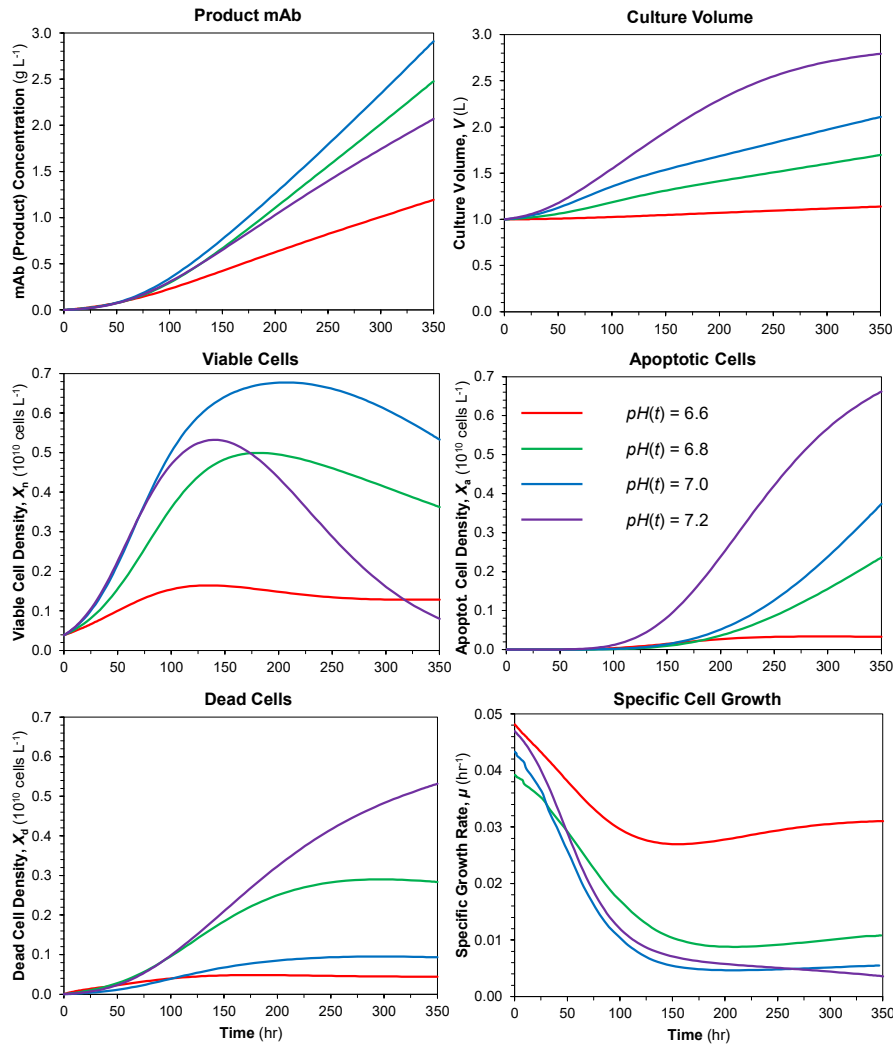 Product mAb
mAb (Product) Concentration (g L-1)
3.0
2.5
2.0
1.5
1.0
0.5
0.0
0 50 100 150 200 250 300 350
Culture Volume
Culture Volume, V (L)
3.0
2.5
2.0
1.5
1.0
0.5
0.0
0 50 100 150 200 250 300 350
Viable Cells
Viable Cell Density, Xn (10^10 cells L-1)
0.7
0.6
0.5
0.4
0.3
0.2
0.1
0.0
0 50 100 150 200 250 300 350
Apoptotic Cells
Apoptot. Cell Density, Xa (10^10 cells L-1)
0.7
0.6
0.5
0.4
0.3
0.2
0.1
0.0
0 50 100 150 200 250 300 350
pH(t) = 6.6
pH(t) = 6.8
pH(t) = 7.0
pH(t) = 7.2
Dead Cells
Dead Cell Density, Xd (10^10 cells L-1)
0.7
0.6
0.5
0.4
0.3
0.2
0.1
0.0
0 50 100 150 200 250 300 350
Time (hr)
Specific Cell Growth
Specific Growth Rate, μ (hr-1)
0.05
0.04
0.03
0.02
0.01
0.00
0 50 100 150 200 250 300 350
Time (hr)